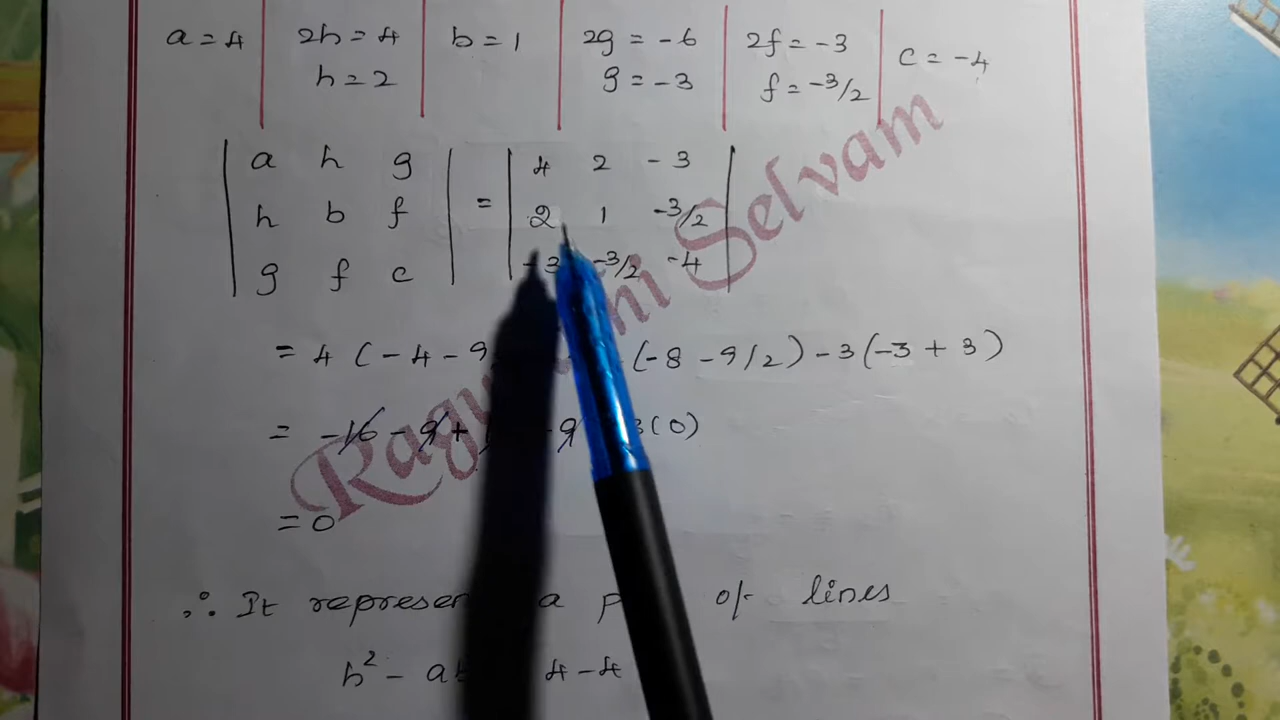 a = 4 2h = 4 b = 1 2g = -6 2f = -3 c = -4
h = 2 g = -3 f = -3/2
a h g = 4 2 -3
h b f 2 1 -3/2
g f c -3 -3/2 -4
= 4 (-4 - 9 (-8 - 9/2) - 3 (-3 + 3)
= -16 - 9 + - 9 3(0)
= 0
∴ It a of lines
h² - 4 - 4
Selvam